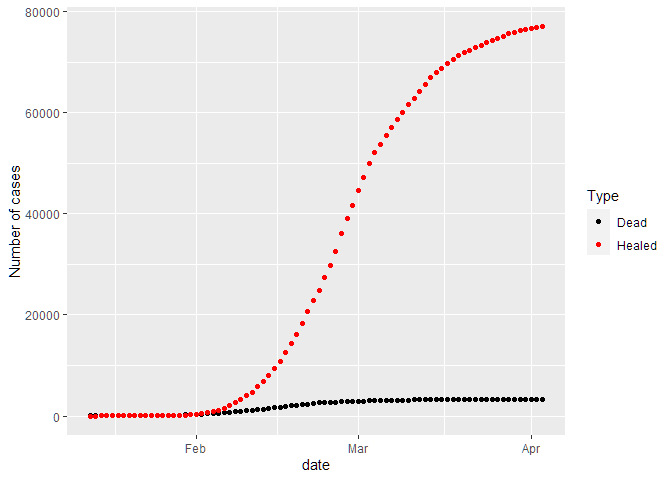 80000
60000
40000
20000
0
Number of cases
Feb
Mar
Apr
date
Type
Dead
Healed